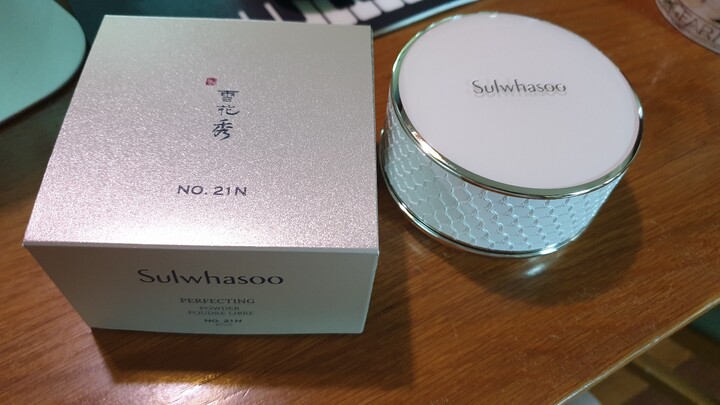 雪花秀
NO. 21N
Sulwhasoo
PERFECTING
POWDER
POUDRE LIBRE
NO. 21N
Sulwhasoo